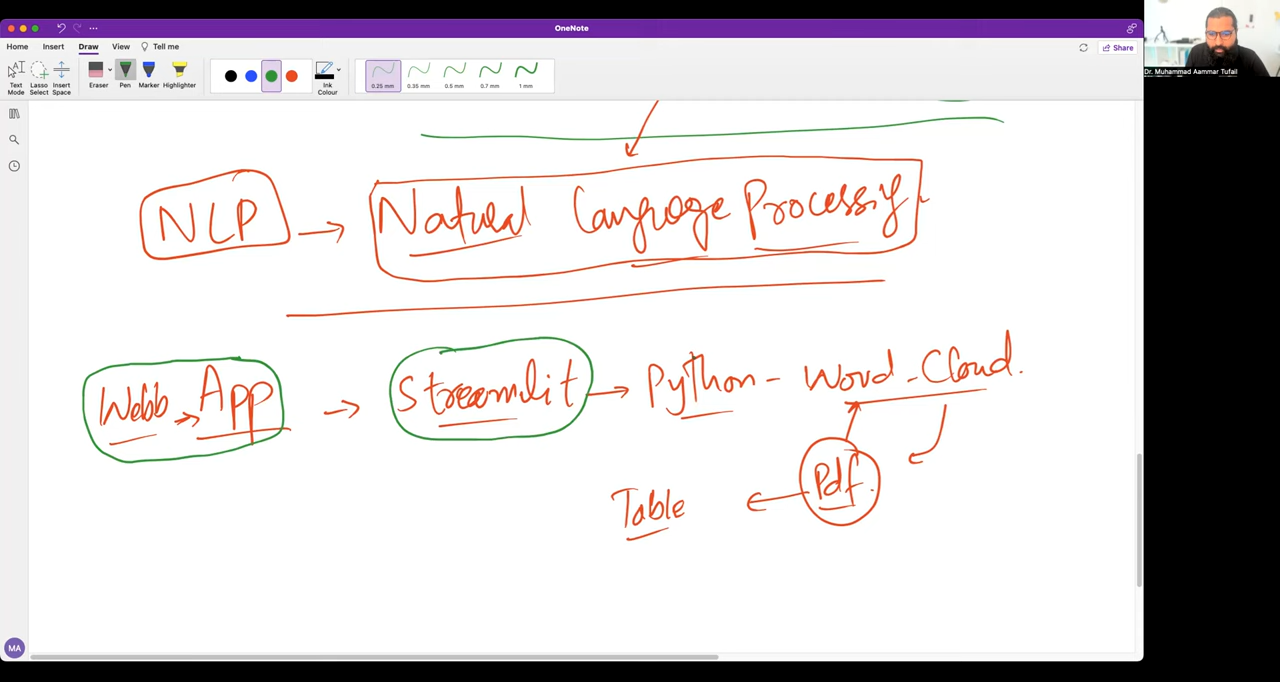 OneNote
Home Insert Draw View Tell me
Share
Text Mode
Lasso Select
Insert Space
Eraser
Pen
Marker
Highlighter
Ink Colour
0.25 mm 0.35 mm 0.5 mm 0.7 mm 1 mm
Dr. Muhammad Aammar Tufail
NLP → Natural Language Processig.
Webb → App → Streamlit → Python - Word - Cloud.
Pdf.
Table
MA